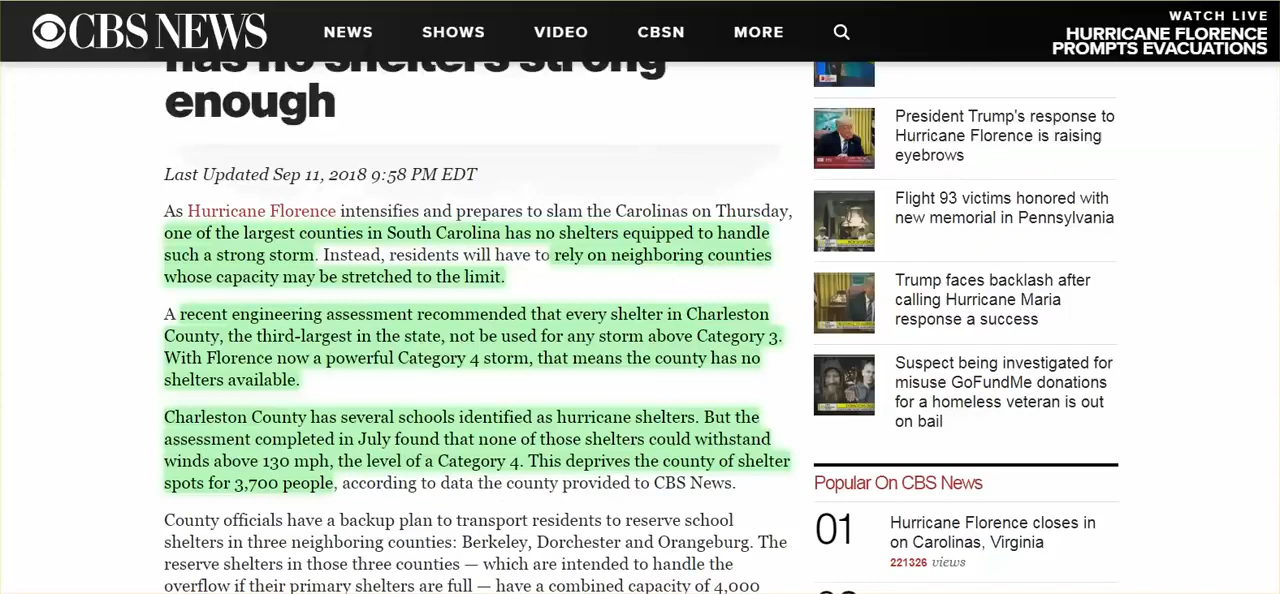 CBS NEWS
NEWS
SHOWS
VIDEO
CBSN
MORE
WATCH LIVE
HURRICANE FLORENCE
PROMPTS EVACUATIONS
has no shelters strong
enough
Last Updated Sep 11, 2018 9:58 PM EDT
As Hurricane Florence intensifies and prepares to slam the Carolinas on Thursday,
one of the largest counties in South Carolina has no shelters equipped to handle
such a strong storm. Instead, residents will have to rely on neighboring counties
whose capacity may be stretched to the limit.
A recent engineering assessment recommended that every shelter in Charleston
County, the third-largest in the state, not be used for any storm above Category 3.
With Florence now a powerful Category 4 storm, that means the county has no
shelters available.
Charleston County has several schools identified as hurricane shelters. But the
assessment completed in July found that none of those shelters could withstand
winds above 130 mph, the level of a Category 4. This deprives the county of shelter
spots for 3,700 people, according to data the county provided to CBS News.
County officials have a backup plan to transport residents to reserve school
shelters in three neighboring counties: Berkeley, Dorchester and Orangeburg. The
reserve shelters in those three counties — which are intended to handle the
overflow if their primary shelters are full — have a combined capacity of 4,000
President Trump's response to
Hurricane Florence is raising
eyebrows
Flight 93 victims honored with
new memorial in Pennsylvania
Trump faces backlash after
calling Hurricane Maria
response a success
Suspect being investigated for
misuse GoFundMe donations
for a homeless veteran is out
on bail
Popular On CBS News
01
Hurricane Florence closes in
on Carolinas, Virginia
221326 views